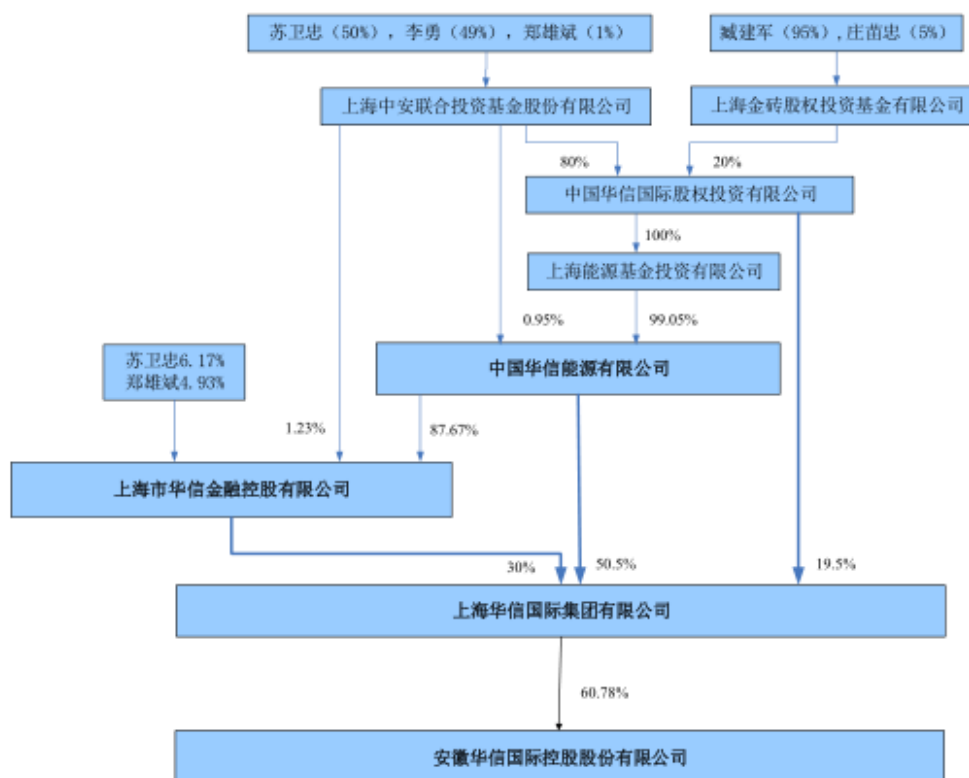 苏卫忠（50%），李勇（49%），郑雄斌（1%）
臧建军（95%）,庄苗忠（5%）
上海中安联合投资基金股份有限公司
上海金砖股权投资基金有限公司
80%
20%
中国华信国际股权投资有限公司
100%
上海能源基金投资有限公司
0.95%
99.05%
苏卫忠6.17%
郑雄斌4.93%
中国华信能源有限公司
1.23%
87.67%
上海市华信金融控股有限公司
30%
50.5%
19.5%
上海华信国际集团有限公司
60.78%
安徽华信国际控股股份有限公司